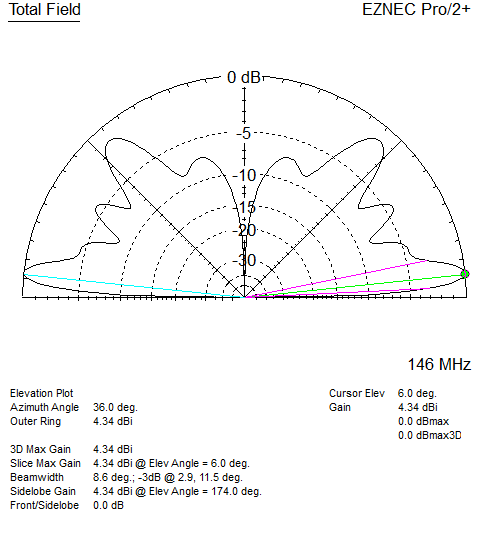 Total Field
EZNEC Pro/2+
0 dB
-5
-10
-15
-20
-30
146 MHz
Elevation Plot
Cursor Elev 6.0 deg.
Azimuth Angle 36.0 deg.
Gain 4.34 dBi
Outer Ring 4.34 dBi
0.0 dBmax
0.0 dBmax3D
3D Max Gain 4.34 dBi
Slice Max Gain 4.34 dBi @ Elev Angle = 6.0 deg.
Beamwidth 8.6 deg.; -3dB @ 2.9, 11.5 deg.
Sidelobe Gain 4.34 dBi @ Elev Angle = 174.0 deg.
Front/Sidelobe 0.0 dB